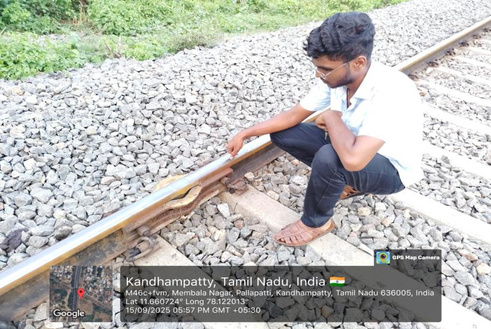 GPS Map Camera
Kandhampatty, Tamil Nadu, India
M46c+fvm, Membala Nagar, Pallapatti, Kandhampatty, Tamil Nadu 636005, India
Lat 11.660724° Long 78.122013°
15/09/2025 05:57 PM GMT +05:30
Google